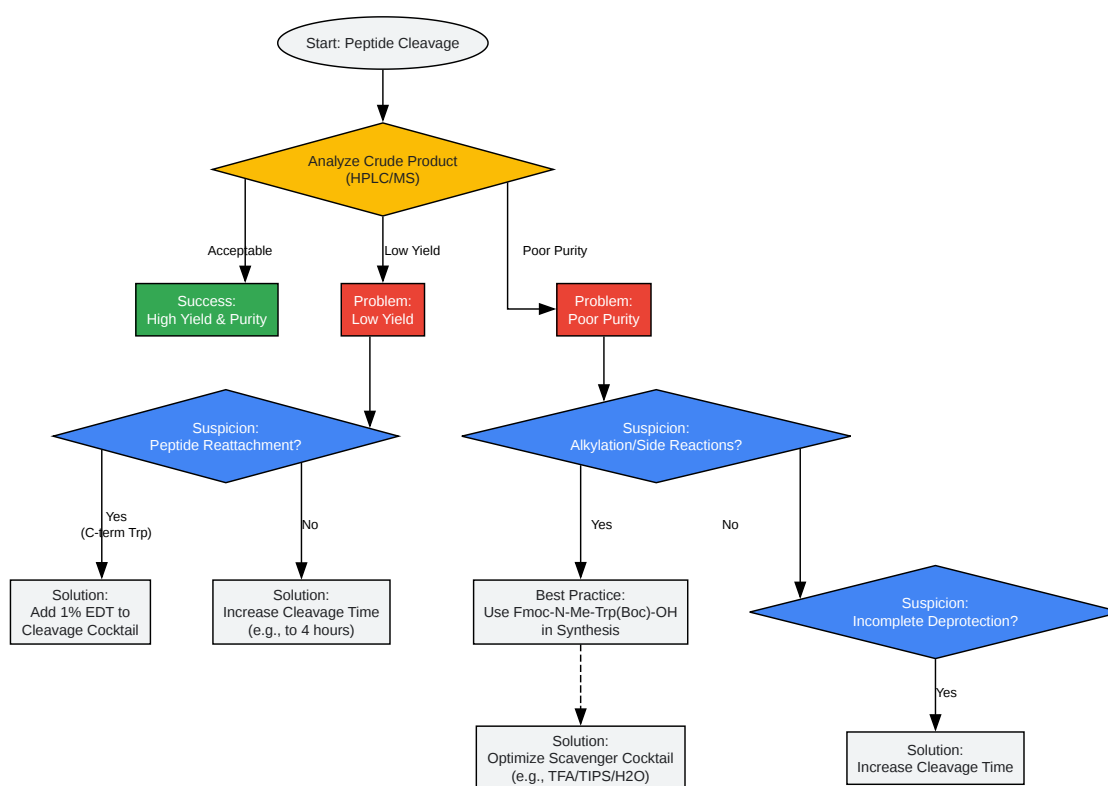 Start: Peptide Cleavage
Analyze Crude Product
(HPLC/MS)
Acceptable
Low Yield
Poor Purity
Success:
High Yield & Purity
Problem:
Low Yield
Problem:
Poor Purity
Suspicion:
Peptide Reattachment?
Suspicion:
Alkylation/Side Reactions?
Yes
(C-term Trp)
No
Yes
No
Solution:
Add 1% EDT to
Cleavage Cocktail
Solution:
Increase Cleavage Time
(e.g., to 4 hours)
Best Practice:
Use Fmoc-N-Me-Trp(Boc)-OH
in Synthesis
Suspicion:
Incomplete Deprotection?
Yes
Solution:
Optimize Scavenger Cocktail
(e.g., TFA/TIPS/H2O)
Solution:
Increase Cleavage Time